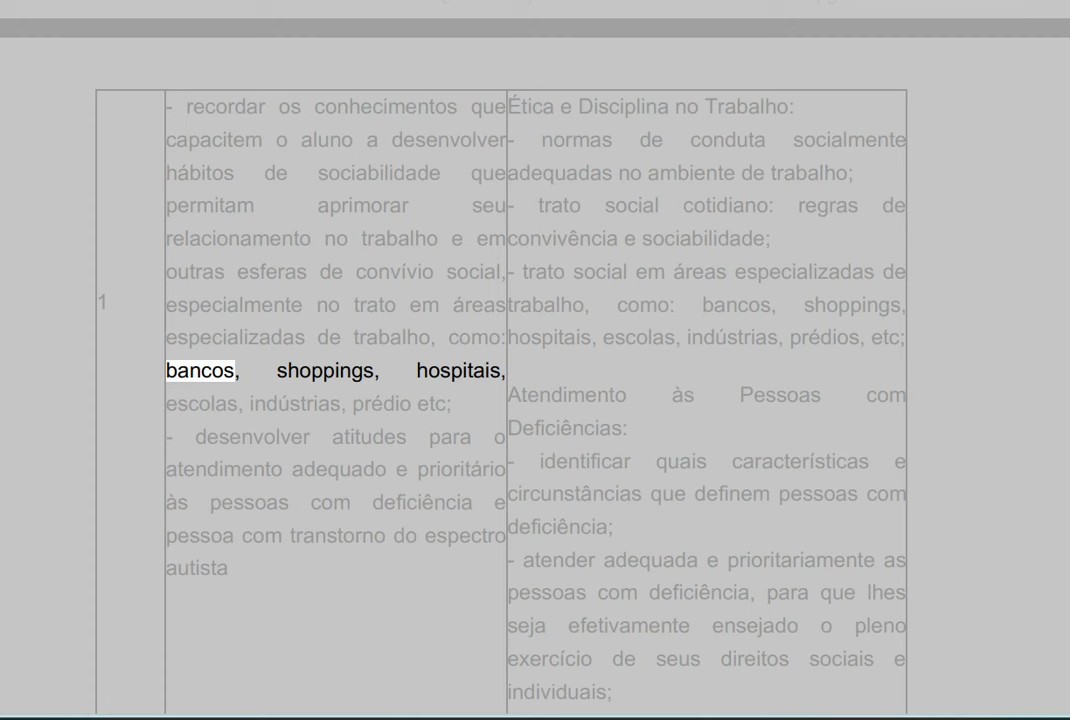 1
- recordar os conhecimentos que
capacitem o aluno a desenvolver
hábitos de sociabilidade que
permitam aprimorar seu
relacionamento no trabalho e em
outras esferas de convívio social,
especialmente no trato em áreas
especializadas de trabalho, como:
bancos, shoppings, hospitais,
escolas, indústrias, prédio etc;
- desenvolver atitudes para o
atendimento adequado e prioritário
às pessoas com deficiência e
pessoa com transtorno do espectro
autista
Ética e Disciplina no Trabalho:
- normas de conduta socialmente
adequadas no ambiente de trabalho;
- trato social cotidiano: regras de
convivência e sociabilidade;
- trato social em áreas especializadas de
trabalho, como: bancos, shoppings,
hospitais, escolas, indústrias, prédios, etc;
Atendimento às Pessoas com
Deficiências:
- identificar quais características e
circunstâncias que definem pessoas com
deficiência;
- atender adequada e prioritariamente as
pessoas com deficiência, para que lhes
seja efetivamente ensejado o pleno
exercício de seus direitos sociais e
individuais;